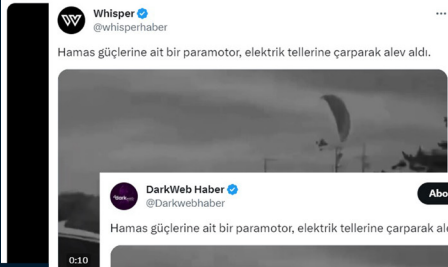 Whisper
@whisperhaber
Hamas güçlerine ait bir paramotor, elektrik tellerine çarparak alev aldı.
DarkWeb Haber
@Darkwebhaber
Abo
Hamas güçlerine ait bir paramotor, elektrik tellerine çarparak al
0:10